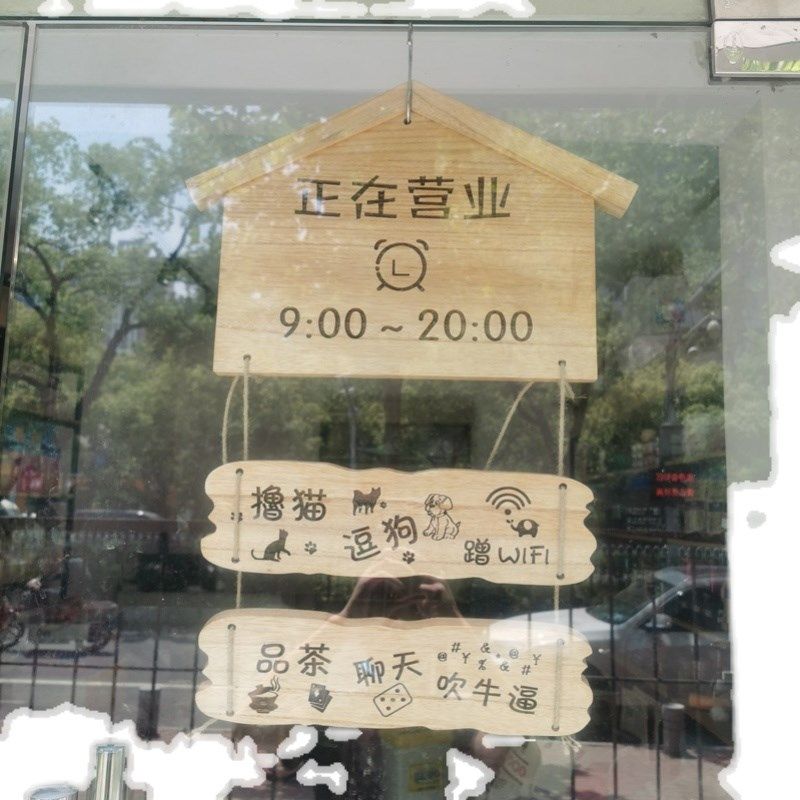 正在营业
9:00~20:00
撸猫
逗狗
蹭WIFI
品茶
聊天
@#¥%&.&@#¥
吹牛逼